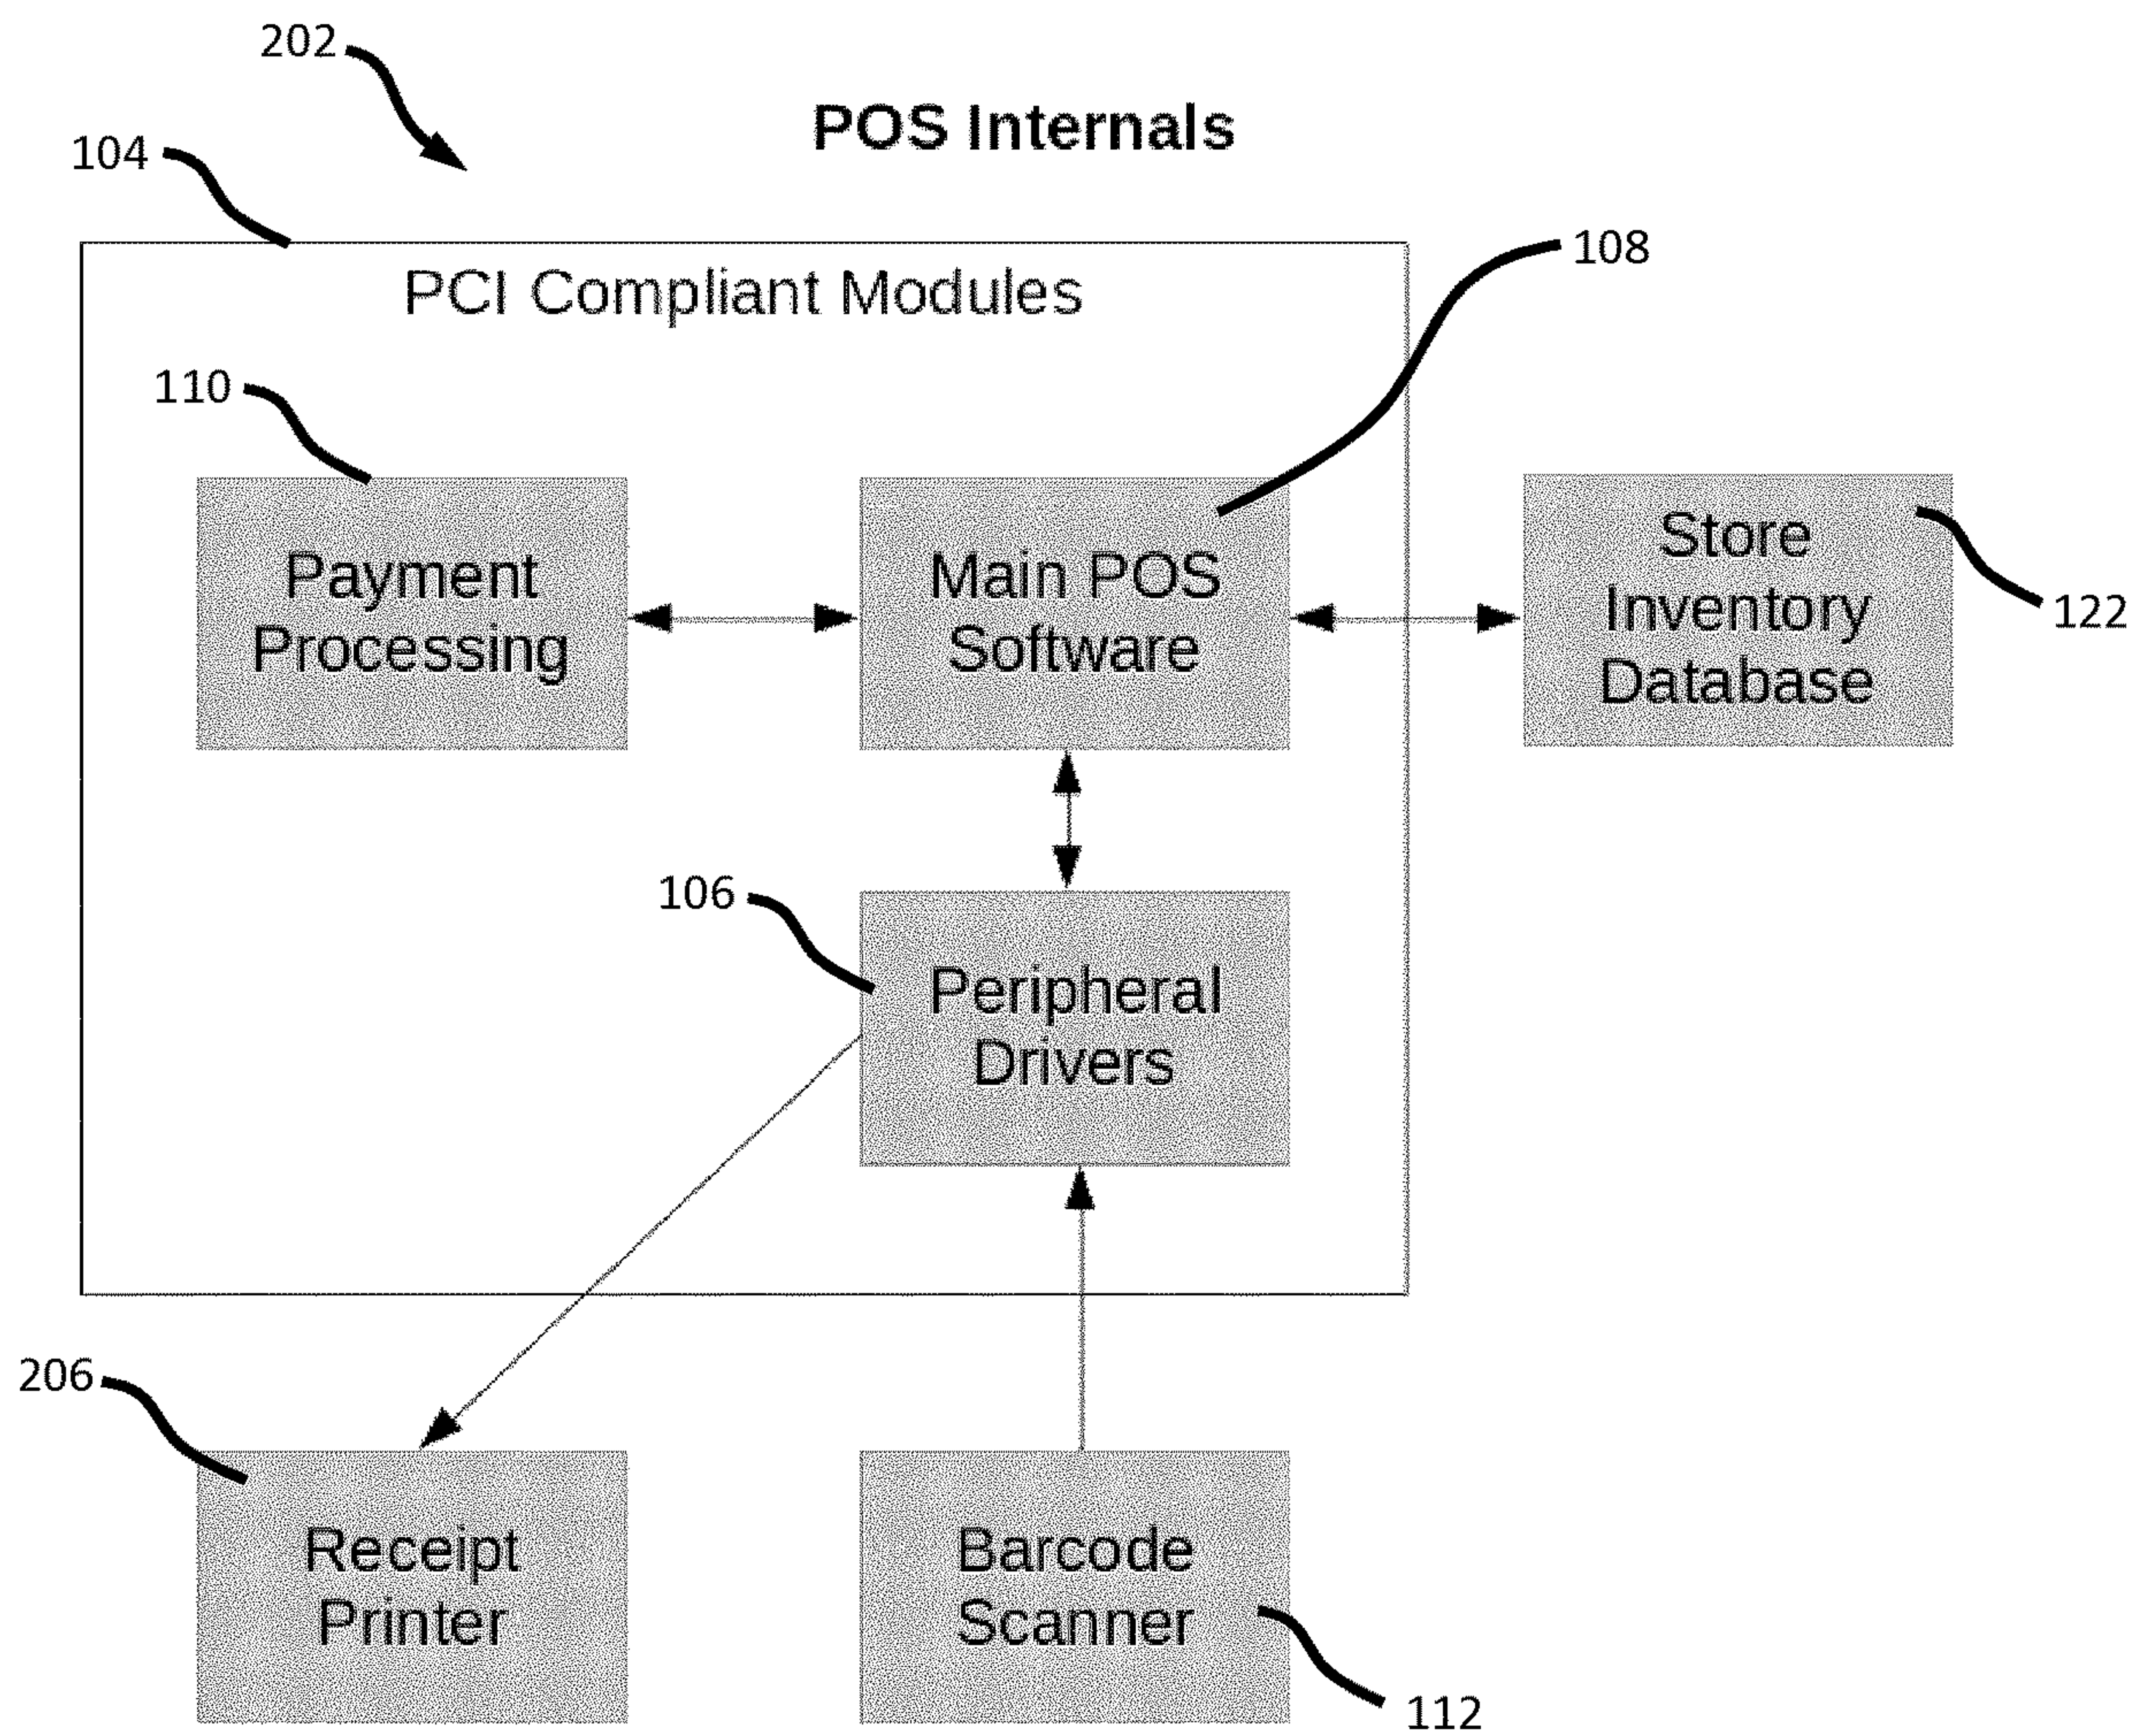 202
POS Internals
104
108
PCI Compliant Modules
110
Payment
Processing
Main POS
Software
Store
Inventory
Database
122
106
Peripheral
Drivers
206
Receipt
Printer
Barcode
Scanner
112